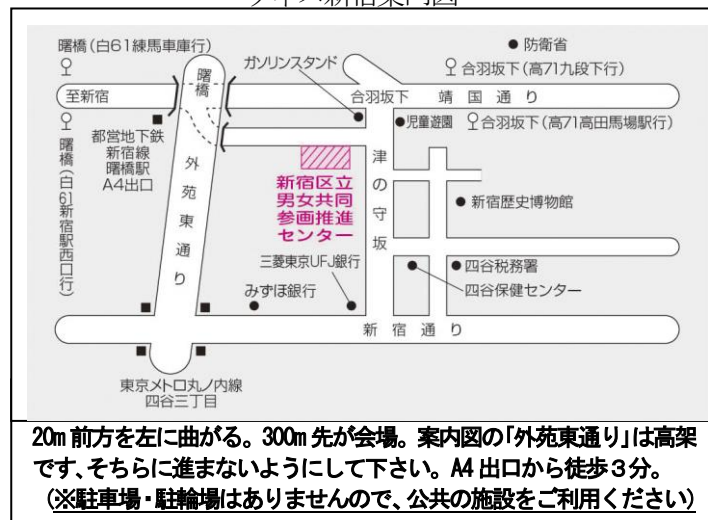 曙橋(白61練馬車庫行)
防衛省
ガソリンスタンド
合羽坂下(高71九段下行)
曙橋
至新宿
合羽坂下
靖国通り
児童遊園
合羽坂下(高71高田馬場駅行)
都営地下鉄
新宿線
曙橋駅
A4出口
曙橋(白61新宿駅西口行)
外苑東通り
津の守坂
新宿区立
男女共同
参画推進
センター
新宿歴史博物館
三菱東京UFJ銀行
四谷税務署
みずほ銀行
四谷保健センター
新宿通り
東京メトロ丸ノ内線
四谷三丁目
20m前方を左に曲がる。300m先が会場。案内図の「外苑東通り」は高架
です、そちらに進まないようにして下さい。A4出口から徒歩3分。
(※駐車場・駐輪場はありませんので、公共の施設をご利用ください)